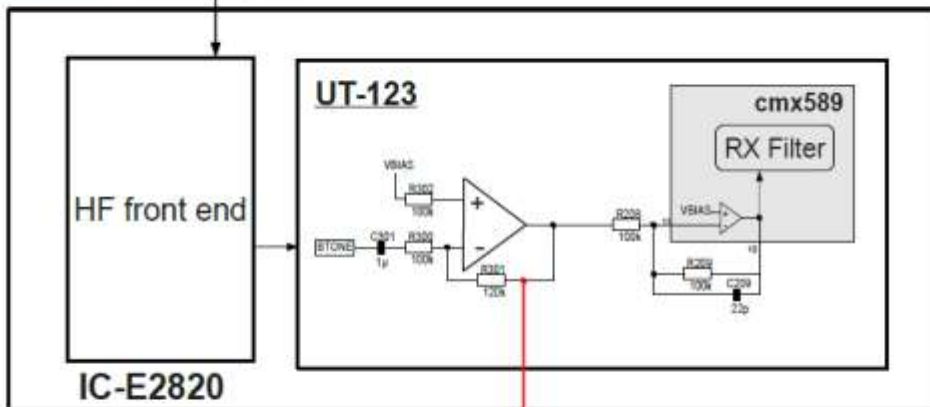 UT-123
cmx589
RX Filter
VBIAS
R302
100k
HF front end
VBIAS
R208
100k
BTONE
C301
1µ
R300
100k
R301
120k
R209
100k
C209
22p
10
IC-E2820